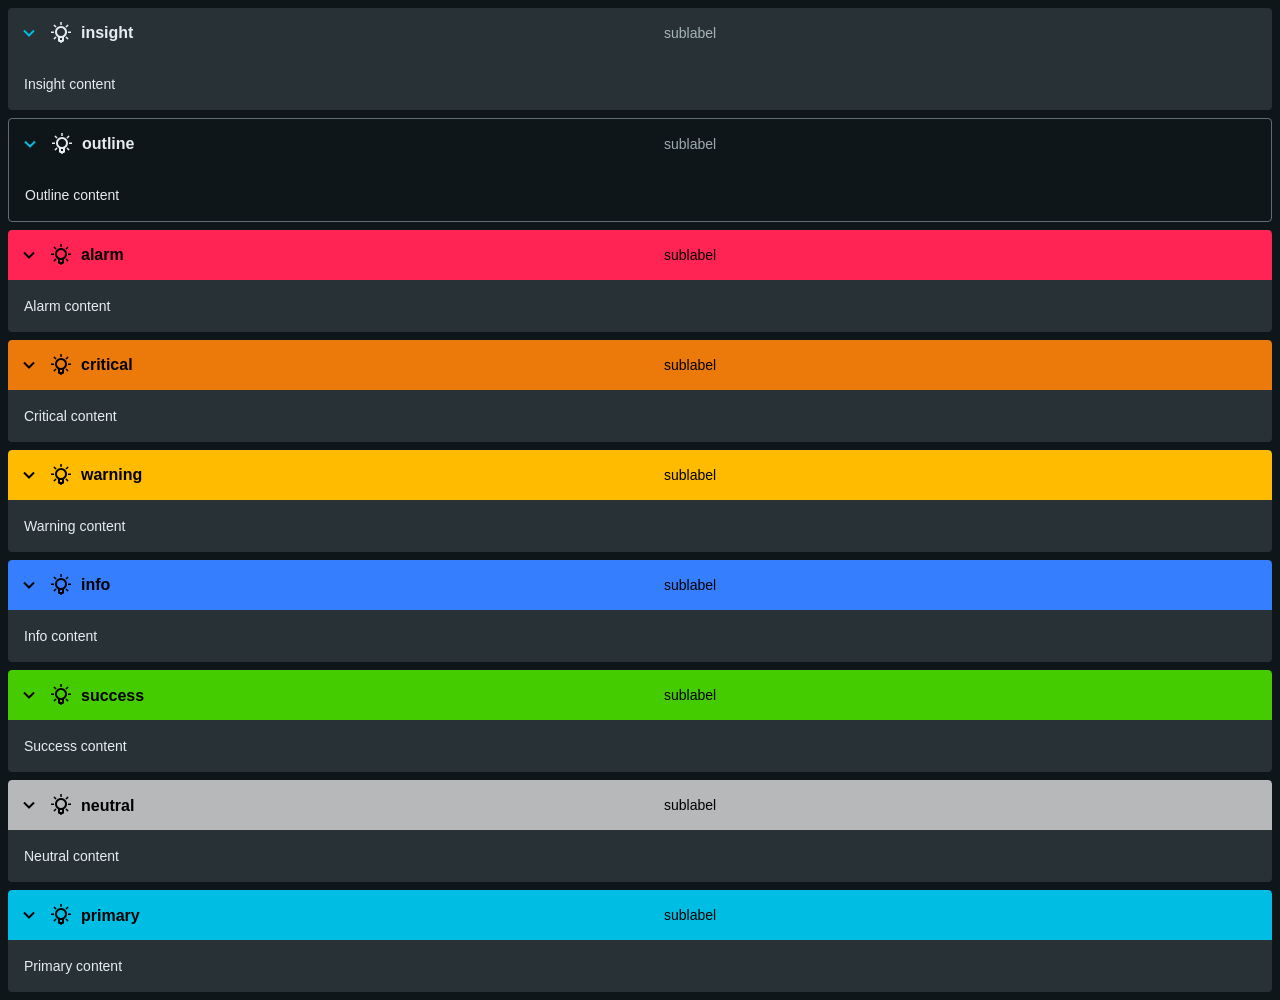 insight sublabel
Insight content
outline sublabel
Outline content
alarm sublabel
Alarm content
critical sublabel
Critical content
warning sublabel
Warning content
info sublabel
Info content
success sublabel
Success content
neutral sublabel
Neutral content
primary sublabel
Primary content